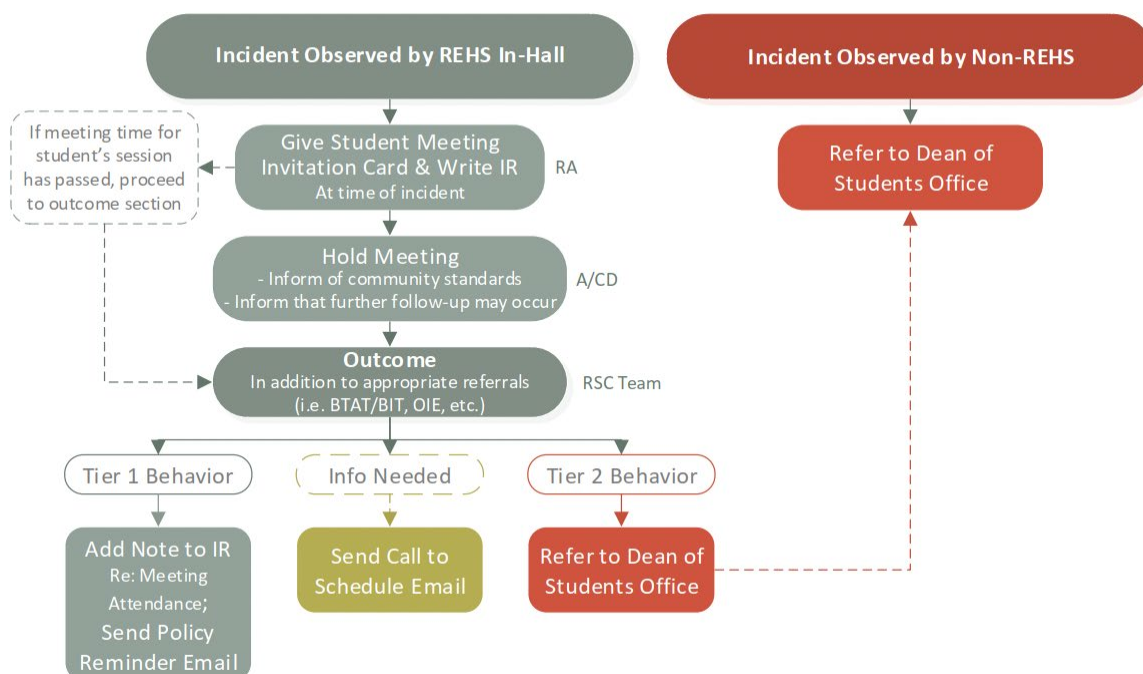 Incident Observed by REHS In-Hall
Incident Observed by Non-REHS
If meeting time for
student's session
has passed, proceed
to outcome section
Give Student Meeting
Invitation Card & Write IR
At time of incident
RA
Refer to Dean of
Students Office
Hold Meeting
- Inform of community standards
- Inform that further follow-up may occur
A/CD
Outcome
In addition to appropriate referrals
(i.e. BTAT/BIT, OIE, etc.)
RSC Team
Tier 1 Behavior
Info Needed
Tier 2 Behavior
Add Note to IR
Re: Meeting
Attendance;
Send Policy
Reminder Email
Send Call to
Schedule Email
Refer to Dean of
Students Office